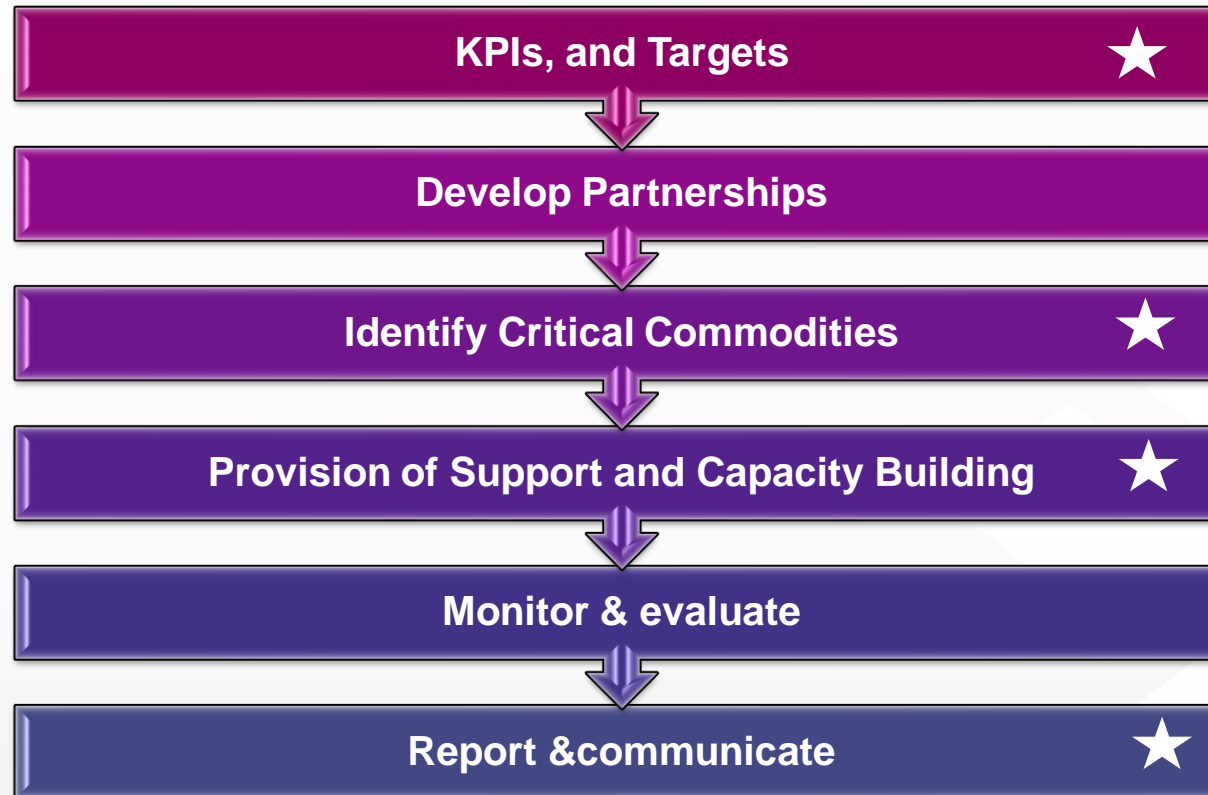 KPIs, and Targets
Develop Partnerships
Identify Critical Commodities
Provision of Support and Capacity Building
Monitor & evaluate
Report &communicate